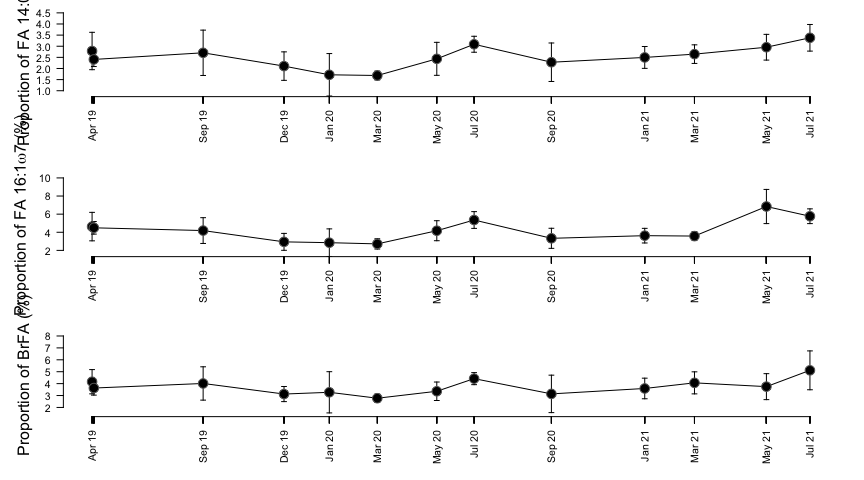 Proportion of FA 14:0
4.5
4.0
3.5
3.0
2.5
2.0
1.5
1.0
Apr 19
Sep 19
Dec 19
Jan 20
Mar 20
May 20
Jul 20
Sep 20
Jan 21
Mar 21
May 21
Jul 21
Proportion of FA 16:1ω7 (%)
10
8
6
4
2
Apr 19
Sep 19
Dec 19
Jan 20
Mar 20
May 20
Jul 20
Sep 20
Jan 21
Mar 21
May 21
Jul 21
Proportion of BrFA (%)
8
7
6
5
4
3
2
Apr 19
Sep 19
Dec 19
Jan 20
Mar 20
May 20
Jul 20
Sep 20
Jan 21
Mar 21
May 21
Jul 21